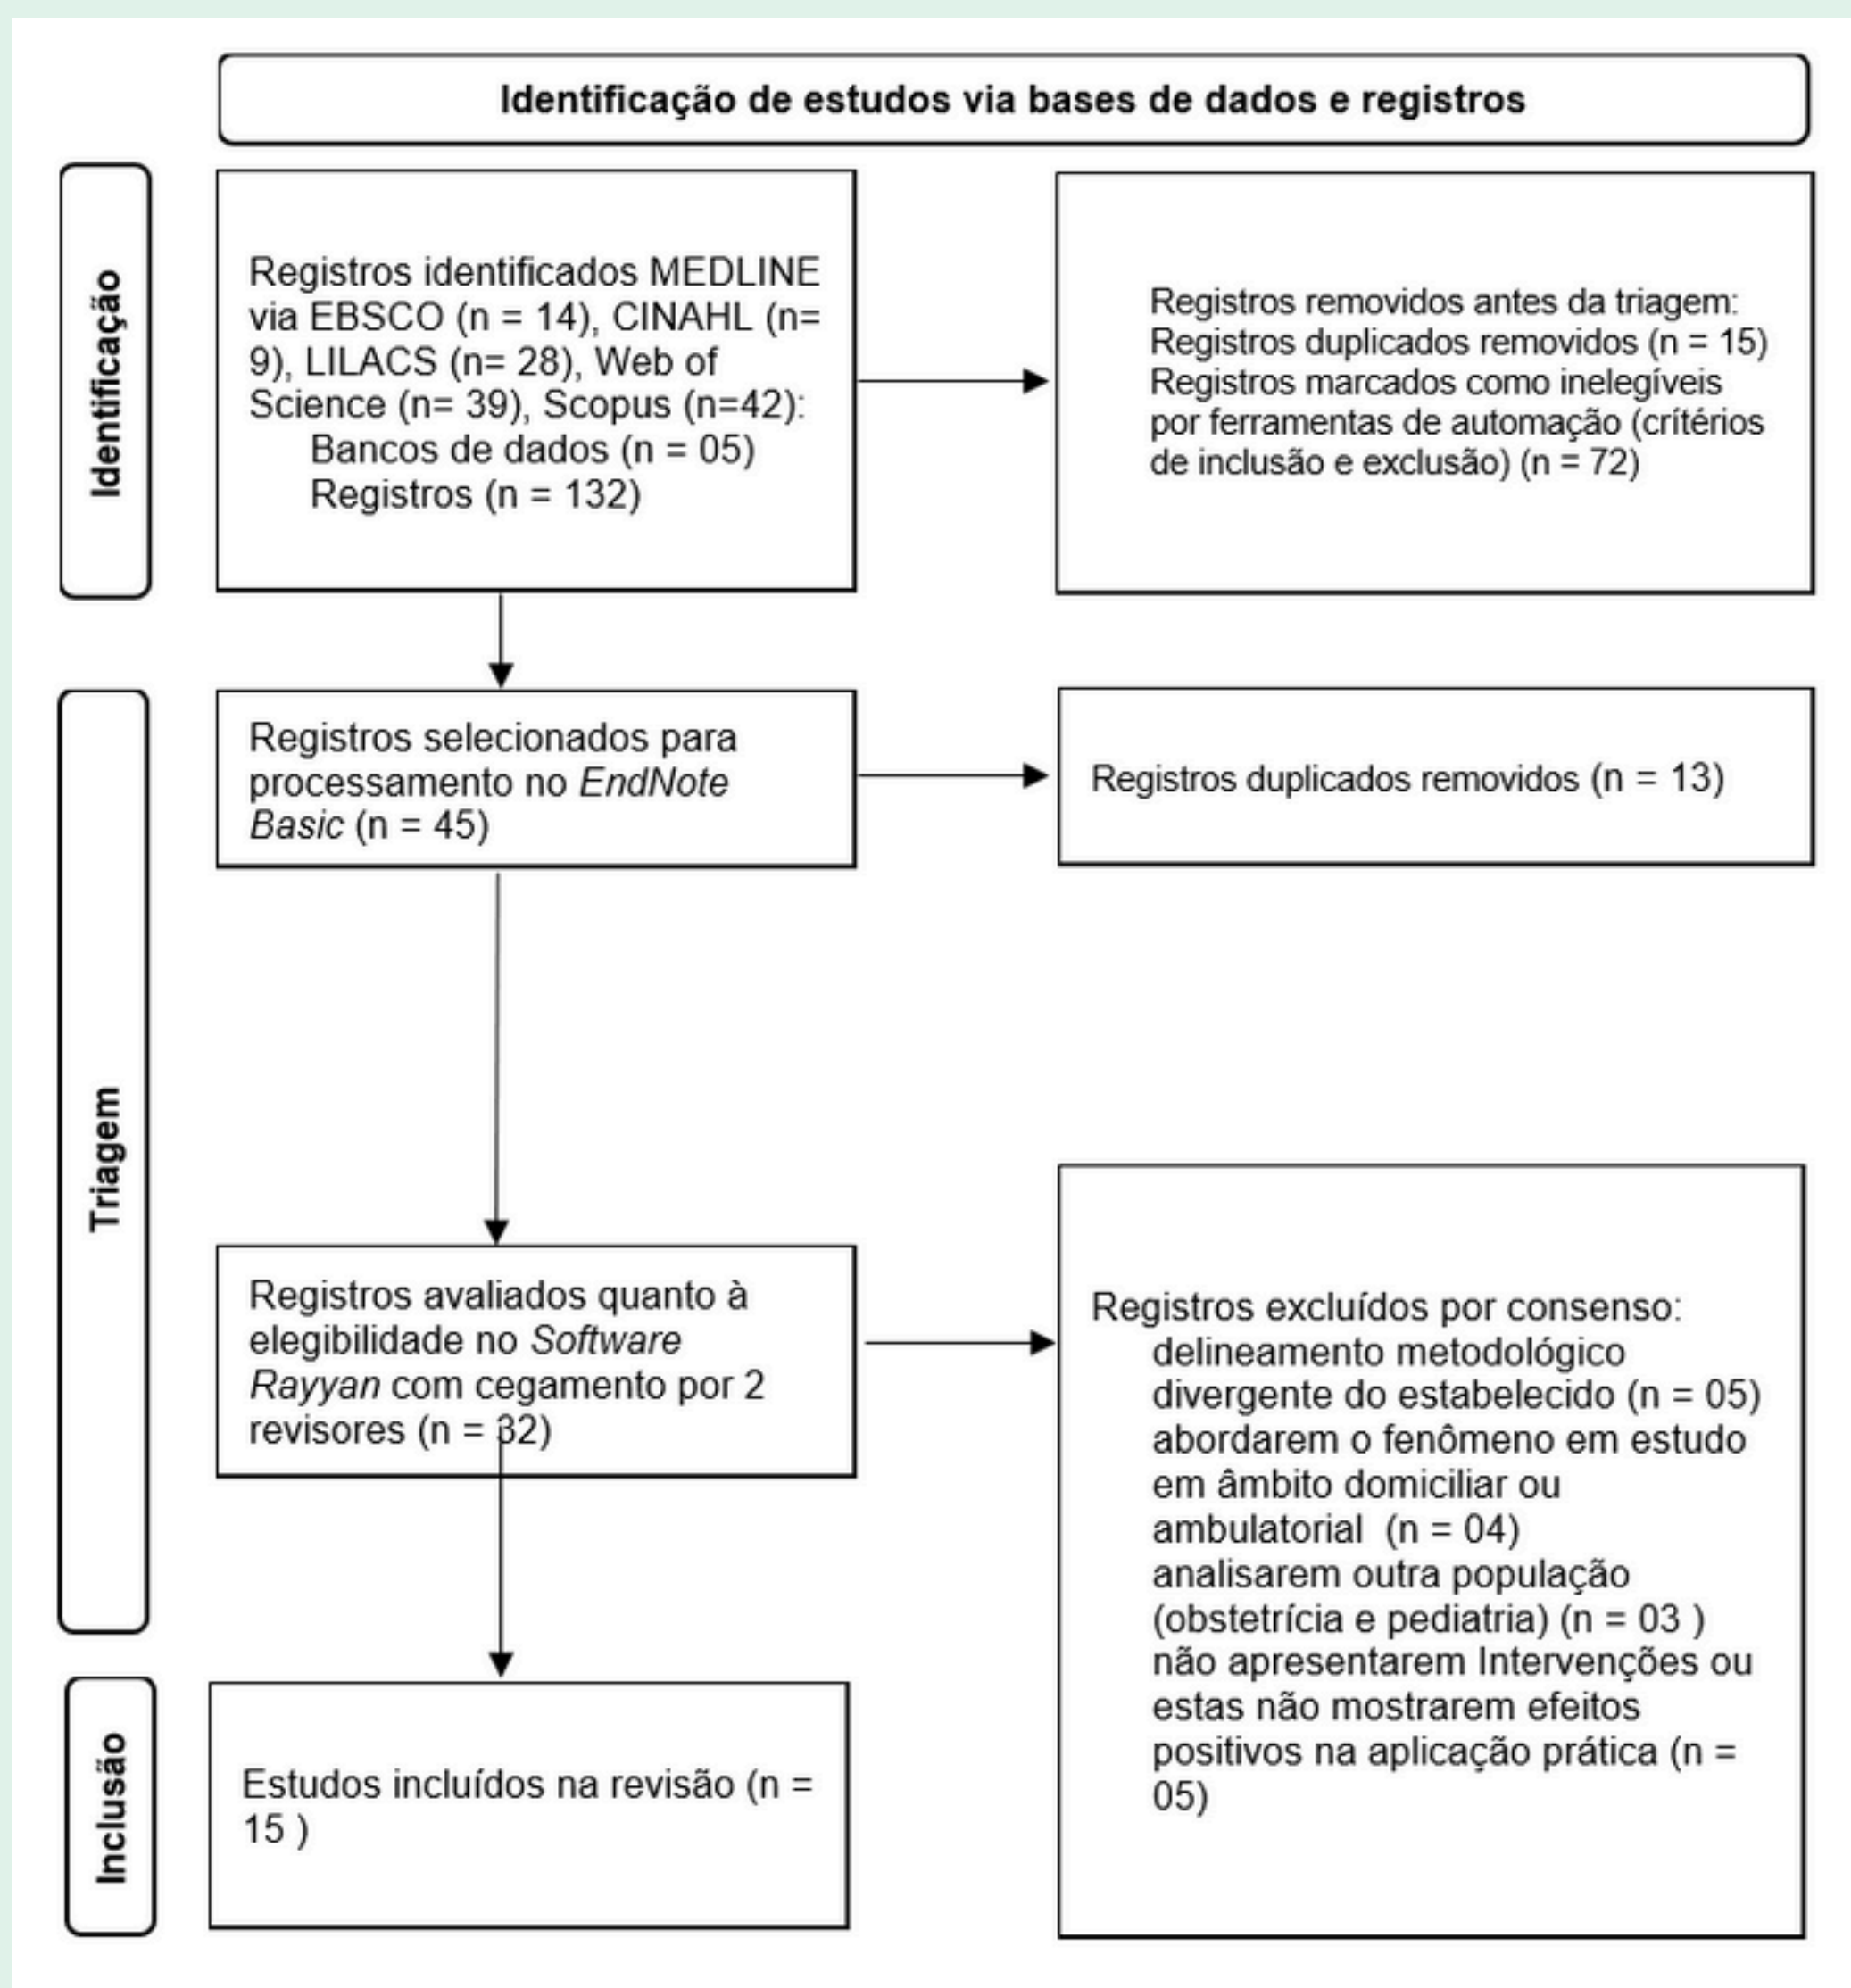 Identificação de estudos via bases de dados e registros
Identificação
Registros identificados MEDLINE
via EBSCO (n = 14), CINAHL (n=
9), LILACS (n= 28), Web of
Science (n= 39), Scopus (n=42):
Bancos de dados (n = 05)
Registros (n = 132)
Registros removidos antes da triagem:
Registros duplicados removidos (n = 15)
Registros marcados como inelegíveis
por ferramentas de automação (crítérios
de inclusão e exclusão) (n = 72)
Triagem
Registros selecionados para
processamento no EndNote
Basic (n = 45)
Registros duplicados removidos (n = 13)
Registros avaliados quanto à
elegibilidade no Software
Rayyan com cegamento por 2
revisores (n = 32)
Registros excluídos por consenso:
delineamento metodológico
divergente do estabelecido (n = 05)
abordarem o fenômeno em estudo
em âmbito domiciliar ou
ambulatorial (n = 04)
analisarem outra população
(obstetrícia e pediatria) (n = 03 )
não apresentarem Intervenções ou
estas não mostrarem efeitos
positivos na aplicação prática (n =
05)
Inclusão
Estudos incluídos na revisão (n =
15 )